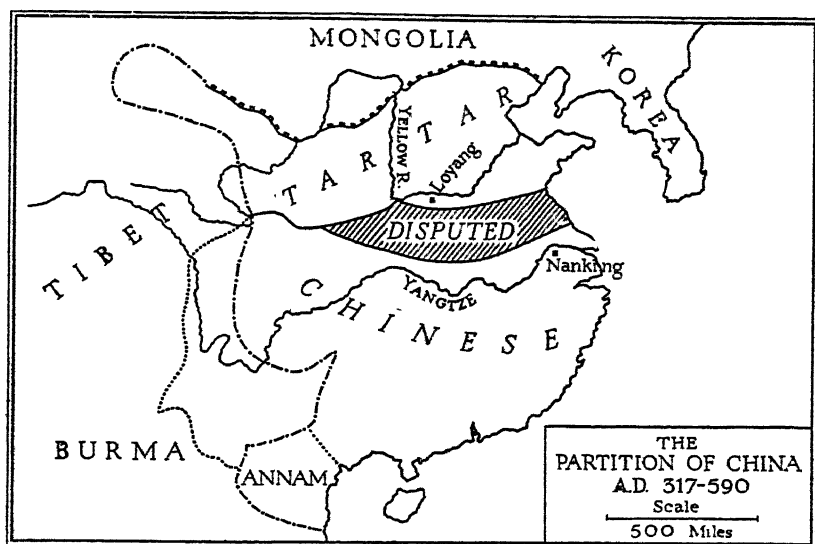 MONGOLIA
KOREA
TARTAR
YELLOW R.
Loyang
DISPUTED
TIBET
Nanking
YANGTZE
CHINESE
BURMA
ANNAM
THE
PARTITION OF CHINA
A.D. 317-590
Scale
500 Miles